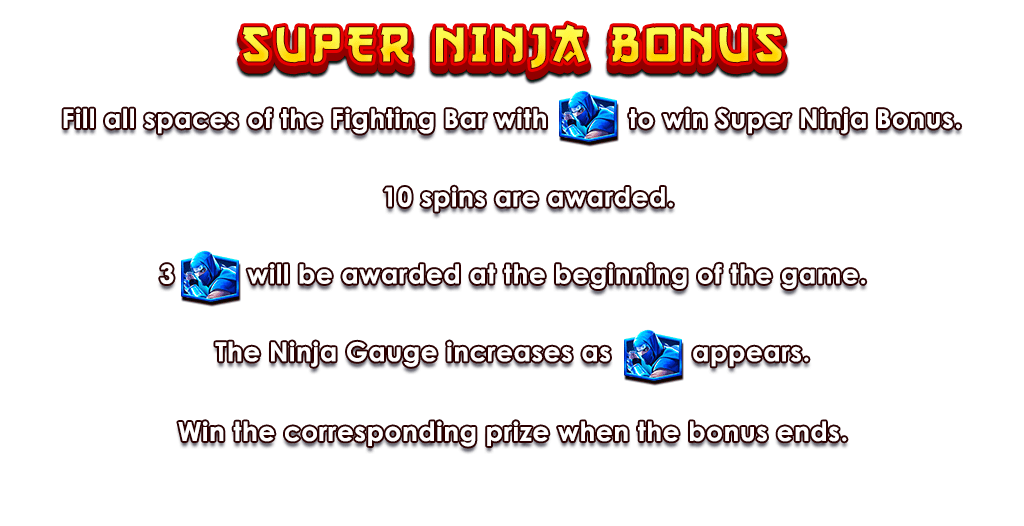 SUPER NINJA BONUS
Fill all spaces of the Fighting Bar with to win Super Ninja Bonus.
10 spins are awarded.
3 will be awarded at the beginning of the game.
The Ninja Gauge increases as appears.
Win the corresponding prize when the bonus ends.